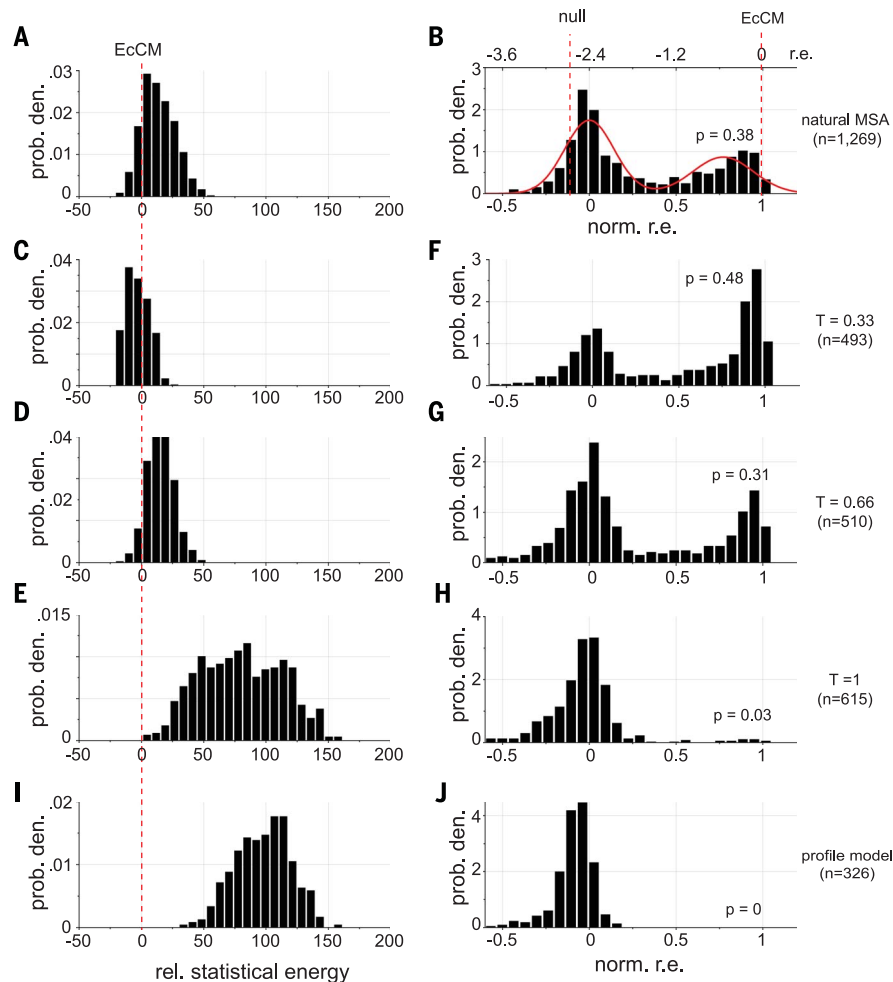 A
EcCM
prob. den.
.03
.02
.01
0
-50 0 50 100 150 200
B
null
EcCM
-3.6 -2.4 -1.2 0 r.e.
prob. den.
3
2
1
0
p = 0.38
-0.5 0 0.5 1
norm. r.e.
natural MSA
(n=1,269)
C
prob. den.
.04
.02
0
-50 0 50 100 150 200
F
prob. den.
3
2
1
0
p = 0.48
-0.5 0 0.5 1
T = 0.33
(n=493)
D
prob. den.
.04
.02
0
-50 0 50 100 150 200
G
prob. den.
2
1
0
p = 0.31
-0.5 0 0.5 1
T = 0.66
(n=510)
E
prob. den.
.015
0
-50 0 50 100 150 200
H
prob. den.
4
2
0
p = 0.03
-0.5 0 0.5 1
T =1
(n=615)
I
prob. den.
.02
.01
0
-50 0 50 100 150 200
rel. statistical energy
J
prob. den.
4
2
0
p = 0
-0.5 0 0.5 1
norm. r.e.
profile model
(n=326)